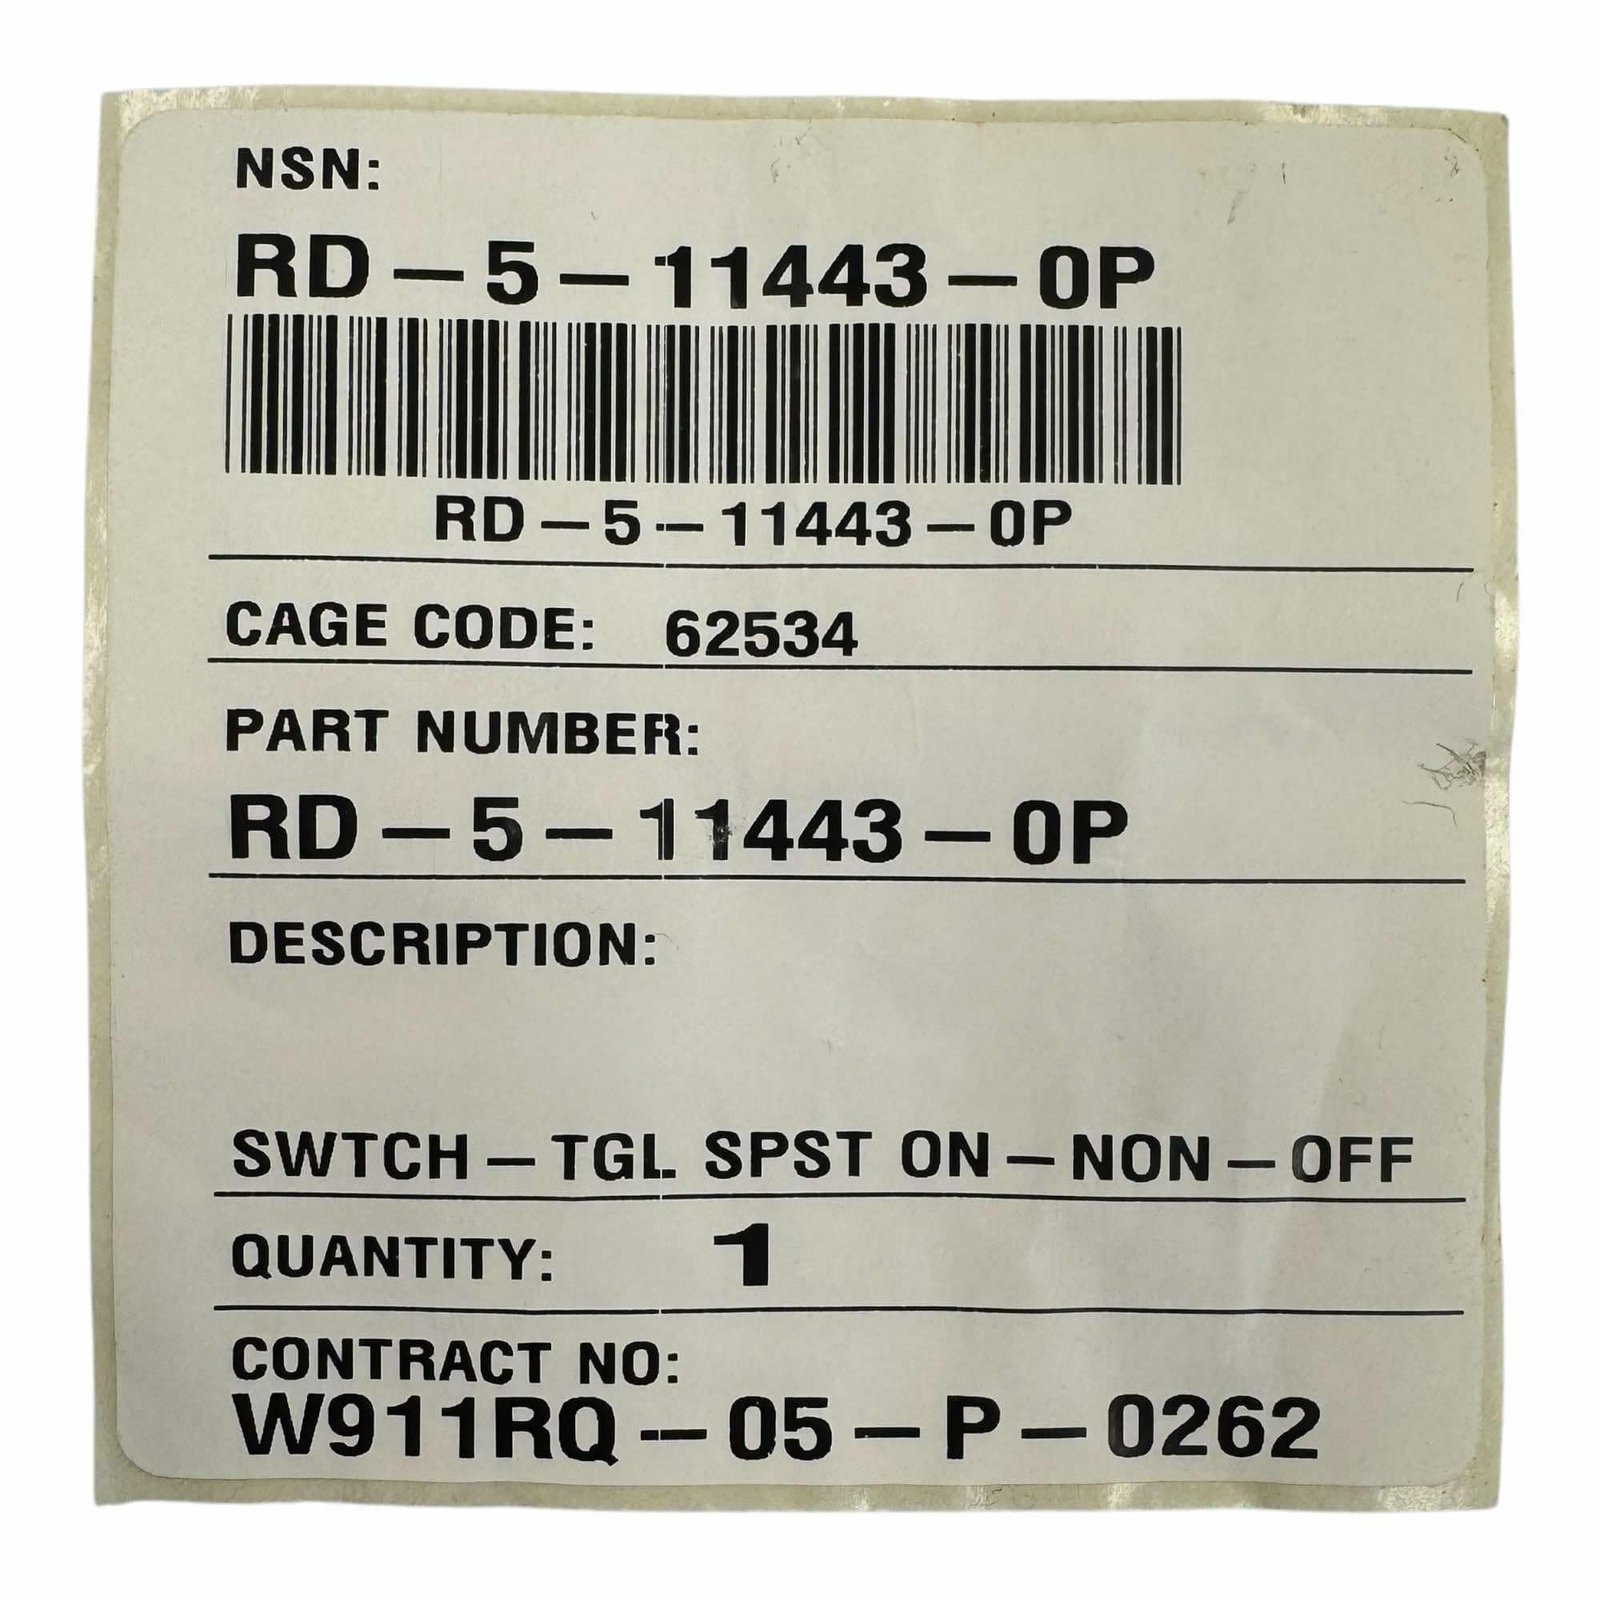 NSN:
RD-5-11443-0P
RD-5-11443-0P
CAGE CODE: 62534
PART NUMBER:
RD-5-11443-0P
DESCRIPTION:
SWTCH-TGL SPST ON-NON-OFF
QUANTITY: 1
CONTRACT NO:
W911RQ-05-P-0262